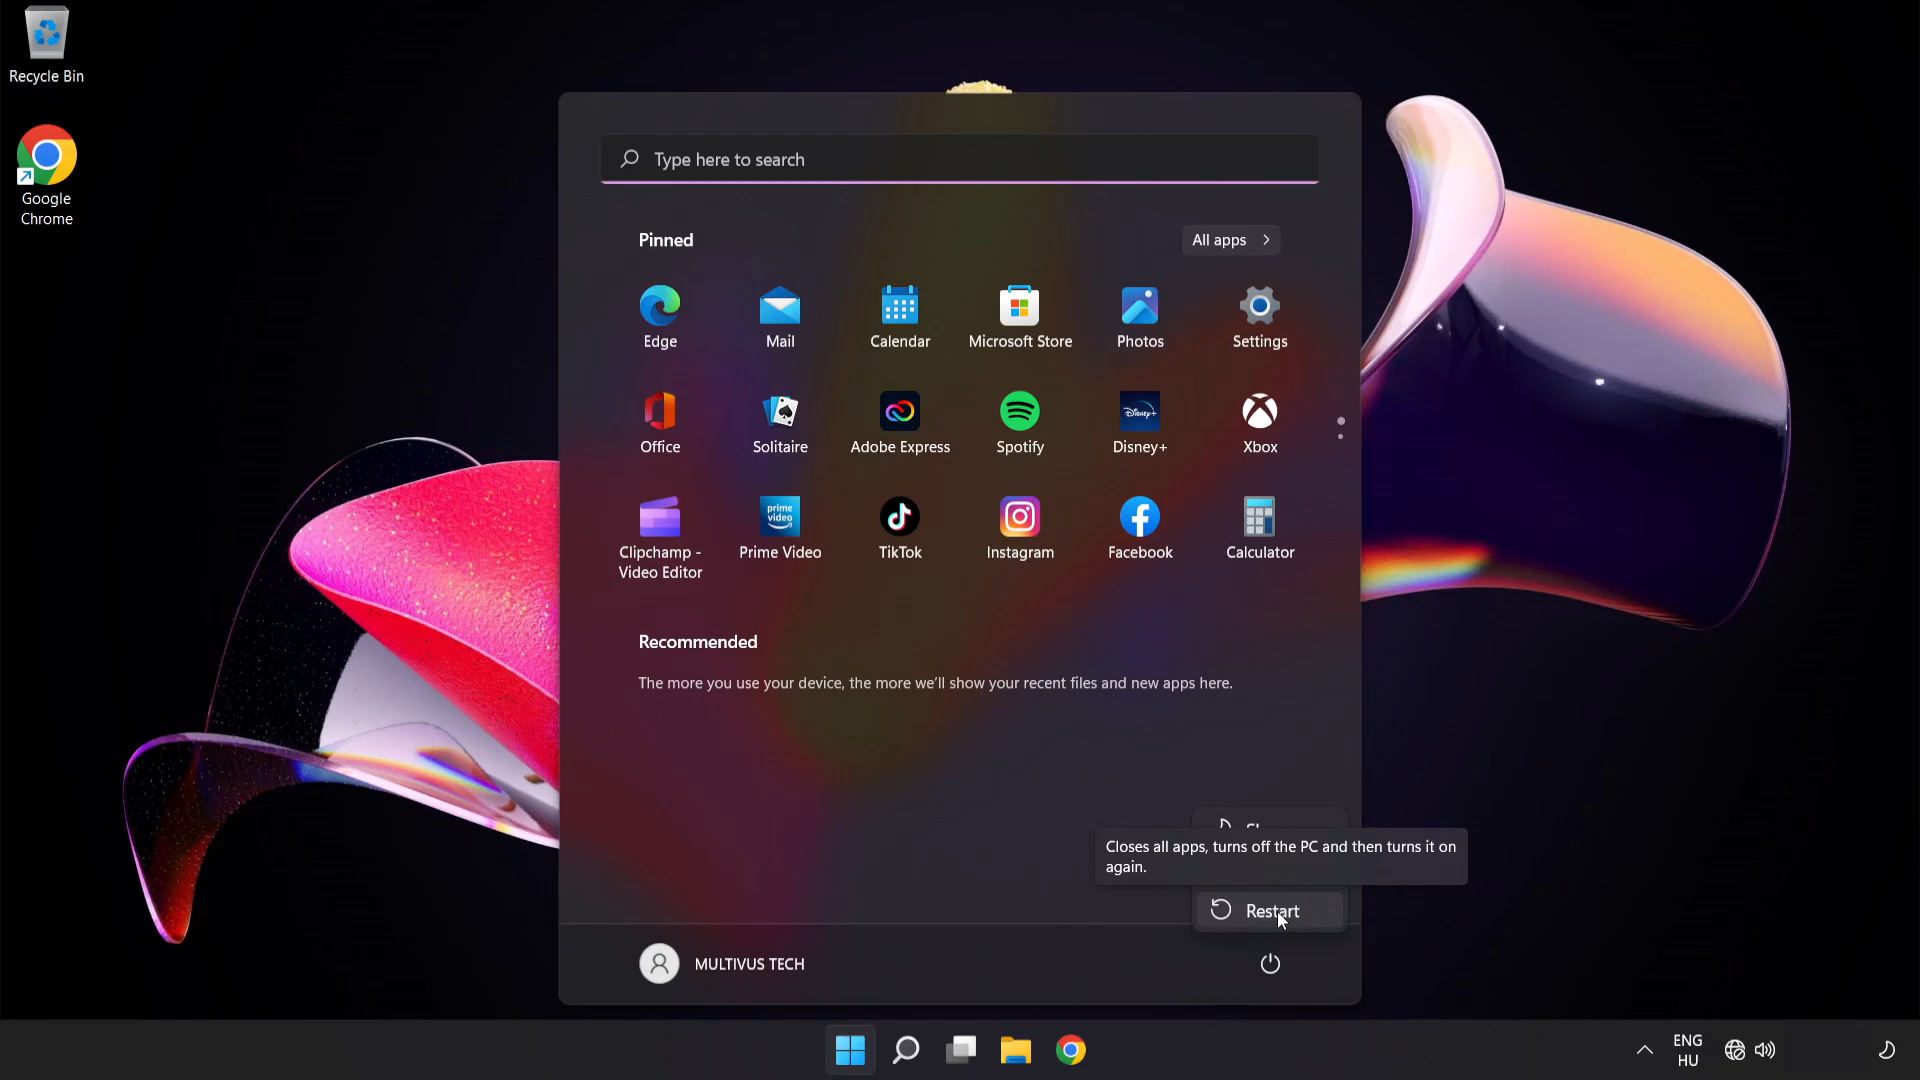 Recycle Bin
Google
Chrome
Type here to search
Pinned
All apps
Edge
Mail
Calendar
Microsoft Store
Photos
Settings
Disney+
Office
Solitaire
Adobe Express
Spotify
Disney+
Xbox
prime
video
Clipchamp -
Video Editor
Prime Video
TikTok
Instagram
Facebook
Calculator
Recommended
The more you use your device, the more we'll show your recent files and new apps here.
Closes all apps, turns off the PC and then turns it on
again.
Restart
MULTIVUS TECH
ENG
HU